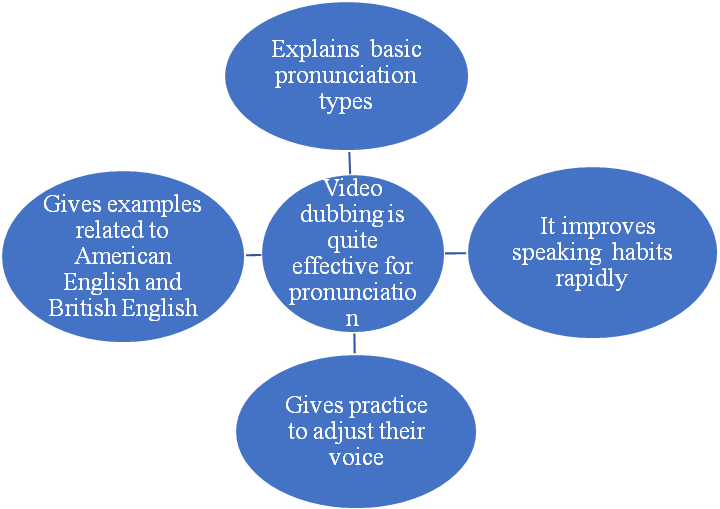 Explains basic
pronunciation
types
Gives examples
related to
American
English and
British English
Video
dubbing is
quite
effective for
pronunciatio
n
It improves
speaking habits
rapidly
Gives practice
to adjust their
voice